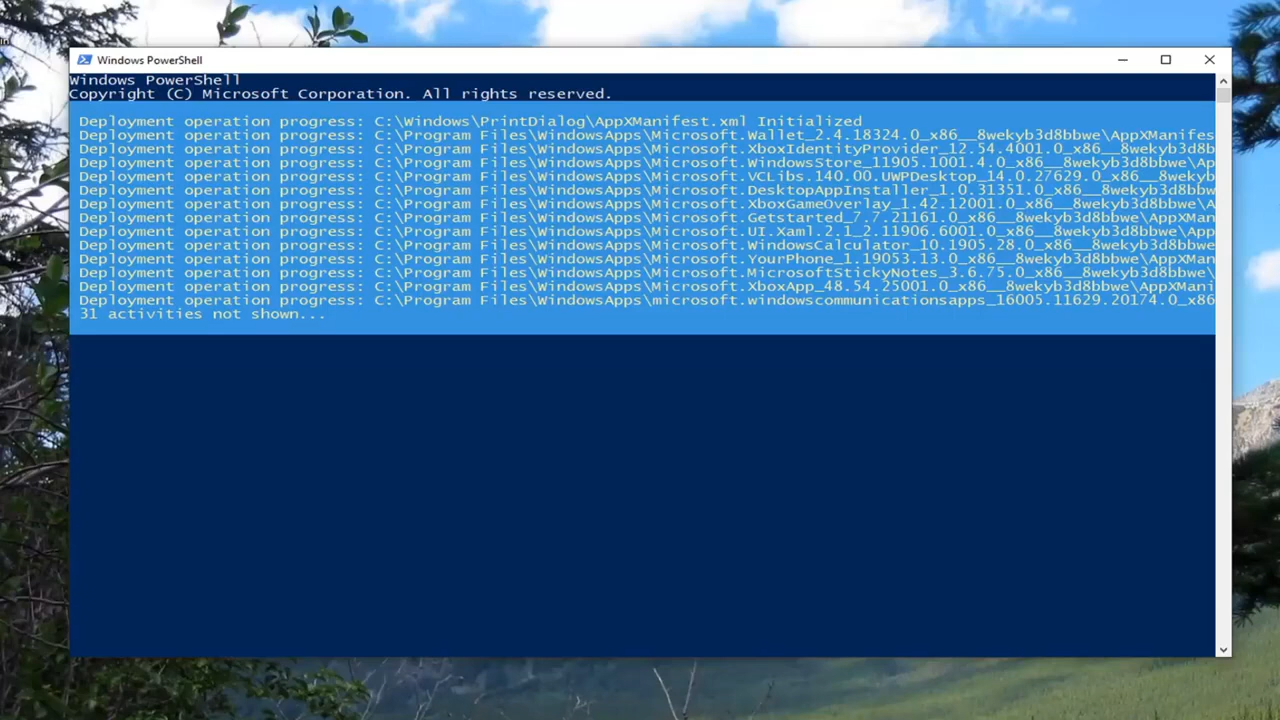 in
Windows PowerShell
Windows PowerShell
Copyright (C) Microsoft Corporation. All rights reserved.
Deployment operation progress: C:\Windows\PrintDialog\AppXManifest.xml Initialized
Deployment operation progress: C:\Program Files\WindowsApps\Microsoft.Wallet_2.4.18324.0_x86__8wekyb3d8bbwe\AppXManifes
Deployment operation progress: C:\Program Files\WindowsApps\Microsoft.XboxIdentityProvider_12.54.4001.0_x86__8wekyb3d8b
Deployment operation progress: C:\Program Files\WindowsApps\Microsoft.WindowsStore_11905.1001.4.0_x86__8wekyb3d8bbwe\Ap
Deployment operation progress: C:\Program Files\WindowsApps\Microsoft.VCLibs.140.00.UWPDesktop_14.0.27629.0_x86__8wekyb
Deployment operation progress: C:\Program Files\WindowsApps\Microsoft.DesktopAppInstaller_1.0.31351.0_x86__8wekyb3d8bbw
Deployment operation progress: C:\Program Files\WindowsApps\Microsoft.XboxGameOverlay_1.42.12001.0_x86__8wekyb3d8bbwe\A
Deployment operation progress: C:\Program Files\WindowsApps\Microsoft.Getstarted_7.7.21161.0_x86__8wekyb3d8bbwe\AppXMan
Deployment operation progress: C:\Program Files\WindowsApps\Microsoft.UI.Xaml.2.1_2.11906.6001.0_x86__8wekyb3d8bbwe\App
Deployment operation progress: C:\Program Files\WindowsApps\Microsoft.WindowsCalculator_10.1905.28.0_x86__8wekyb3d8bbwe
Deployment operation progress: C:\Program Files\WindowsApps\Microsoft.YourPhone_1.19053.13.0_x86__8wekyb3d8bbwe\AppXMan
Deployment operation progress: C:\Program Files\WindowsApps\Microsoft.MicrosoftStickyNotes_3.6.75.0_x86__8wekyb3d8bbwe\
Deployment operation progress: C:\Program Files\WindowsApps\Microsoft.XboxApp_48.54.25001.0_x86__8wekyb3d8bbwe\AppXMani
Deployment operation progress: C:\Program Files\WindowsApps\microsoft.windowscommunicationsapps_16005.11629.20174.0_x86
31 activities not shown...